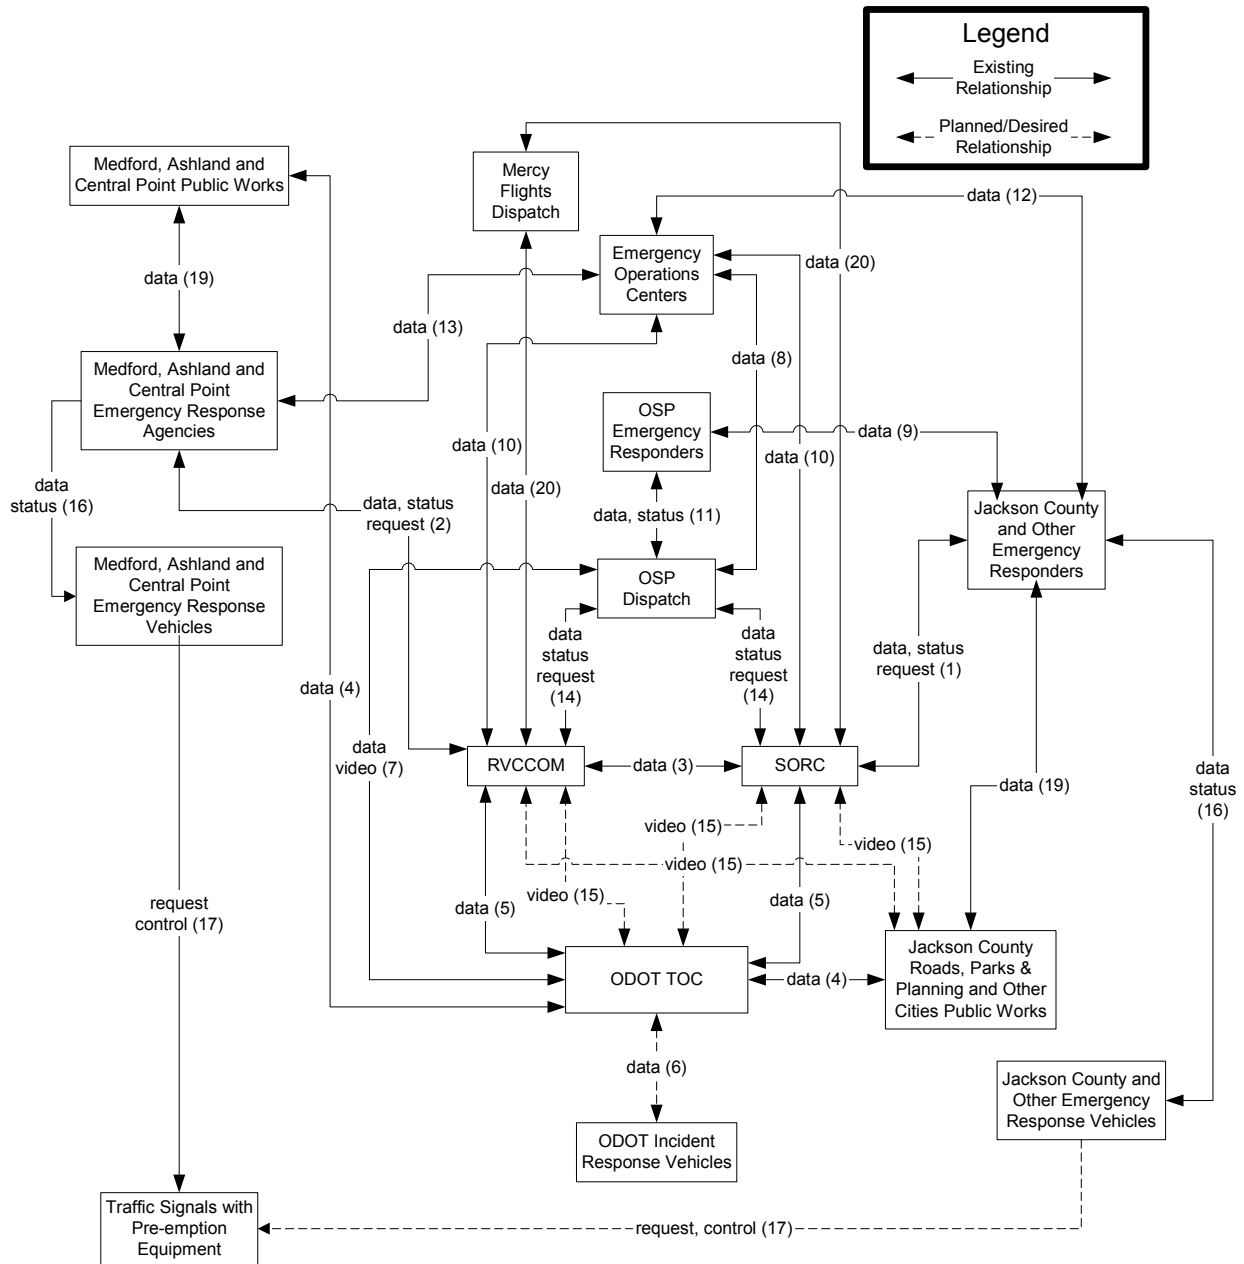 Legend
Existing
Relationship
Planned/Desired
Relationship
Medford, Ashland and
Central Point Public Works
Mercy
Flights
Dispatch
data (12)
Emergency
Operations
Centers
data (20)
data (19)
data (13)
data (8)
Medford, Ashland and
Central Point
Emergency Response
Agencies
OSP
Emergency
Responders
data (9)
data (10)
data (10)
data (20)
data
status (16)
data, status
request (2)
data, status (11)
Jackson County
and Other
Emergency
Responders
Medford, Ashland and
Central Point
Emergency Response
Vehicles
OSP
Dispatch
data
status
request
(14)
data
status
request
(14)
data, status
request (1)
data (4)
data
video (7)
RVCCOM
data (3)
SORC
data
status
(16)
data (19)
video (15)
video (15)
video (15)
video (15)
request
control (17)
data (5)
data (5)
ODOT TOC
data (4)
Jackson County
Roads, Parks &
Planning and Other
Cities Public Works
data (6)
Jackson County and
Other Emergency
Response Vehicles
ODOT Incident
Response Vehicles
Traffic Signals with
Pre-emption
Equipment
request, control (17)